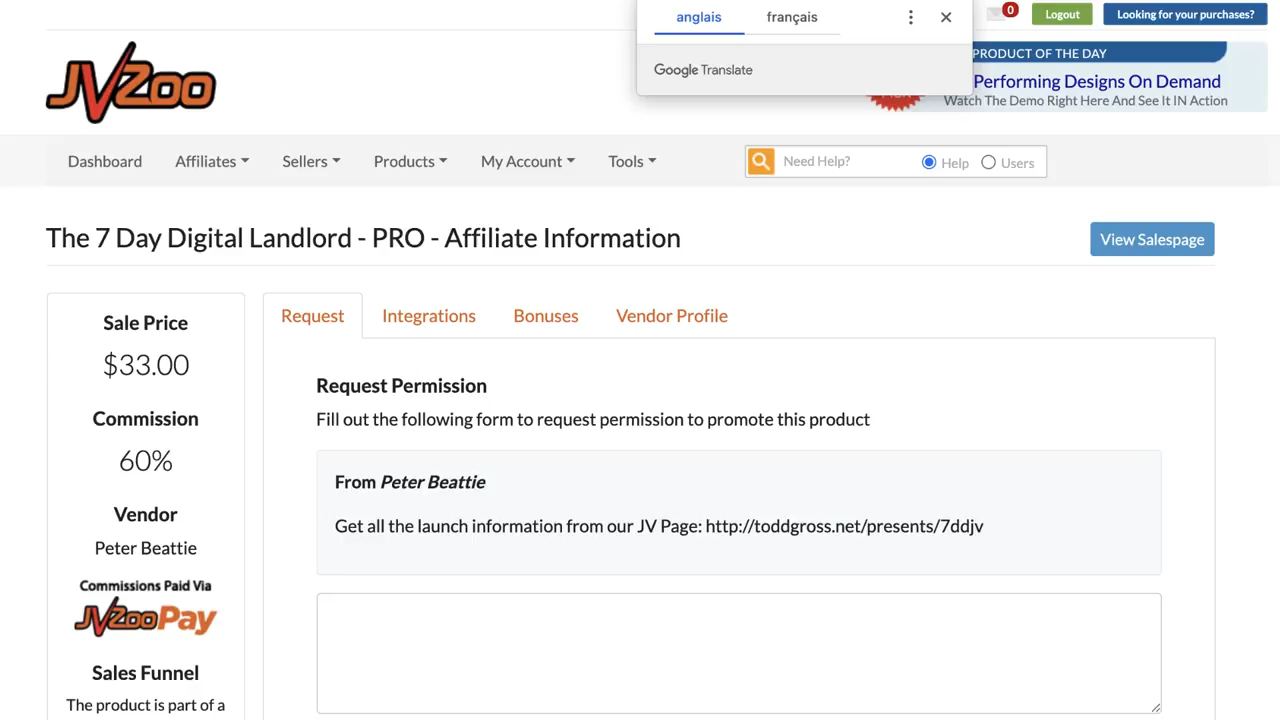 anglais français
0
Logout
Looking for your purchases?
Google Translate
JVZoo
PRODUCT OF THE DAY
Performing Designs On Demand
Watch The Demo Right Here And See It IN Action
Dashboard Affiliates Sellers Products My Account Tools
Need Help? Help Users
The 7 Day Digital Landlord - PRO - Affiliate Information
View Salespage
Sale Price
$33.00
Commission
60%
Vendor
Peter Beattie
Commissions Paid Via
JVZooPay
Sales Funnel
The product is part of a
Request Integrations Bonuses Vendor Profile
Request Permission
Fill out the following form to request permission to promote this product
From Peter Beattie
Get all the launch information from our JV Page: http://toddgross.net/presents/7ddjv